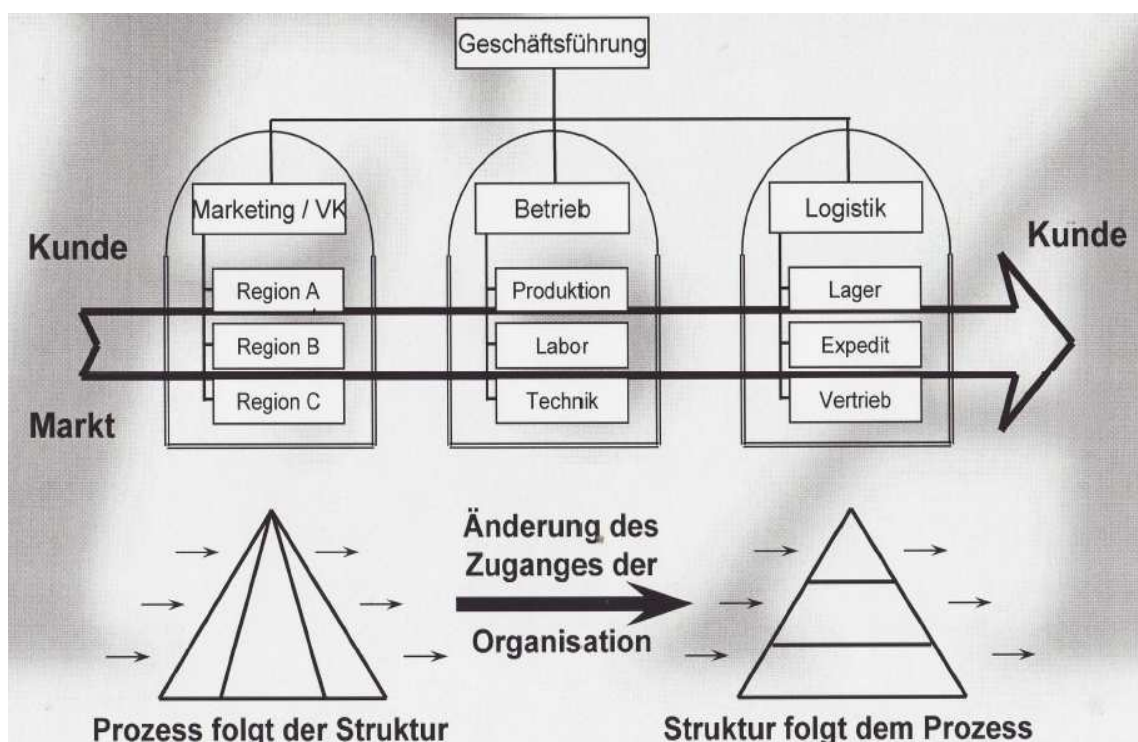 Geschäftsführung
Marketing / VK
Betrieb
Logistik
Kunde
Kunde
Region A
Produktion
Lager
Region B
Labor
Expedit
Region C
Technik
Vertrieb
Markt
Änderung des
Zuganges der
Organisation
Prozess folgt der Struktur
Struktur folgt dem Prozess